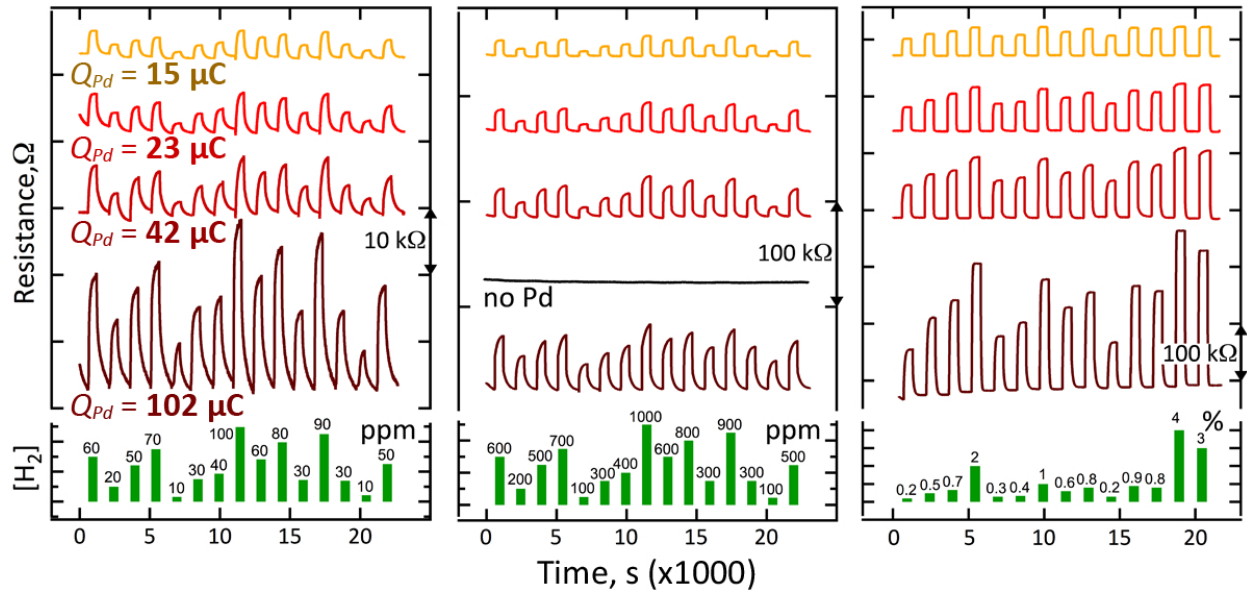 Resistance,Ω
Q_Pd = 15 µC
Q_Pd = 23 µC
Q_Pd = 42 µC
10 kΩ
Q_Pd = 102 µC
100 kΩ
no Pd
100 kΩ
[H₂]
ppm
60 20 50 70 10 30 40 100 60 80 30 90 30 10 50
ppm
600 200 500 700 100 300 400 1000 600 800 300 900 300 100 500
%
0.2 0.5 0.7 2 0.3 0.4 1 0.6 0.8 0.2 0.9 0.8 4 3
0 5 10 15 20
0 5 10 15 20
0 5 10 15 20
Time, s (x1000)